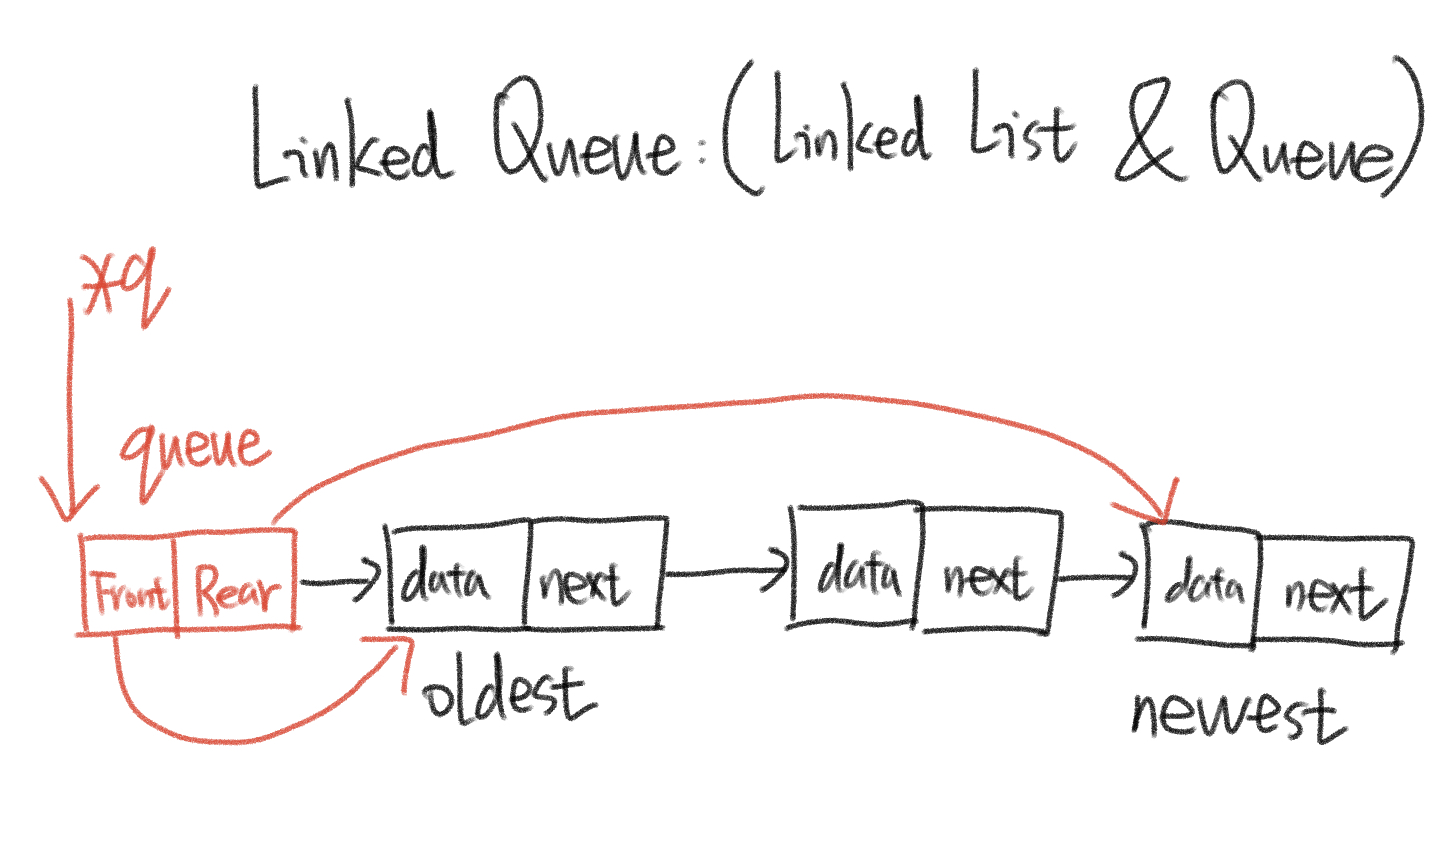 Linked Queue: (Linked List & Queue)
*q
queue
Front Rear data next data next data next
oldest newest